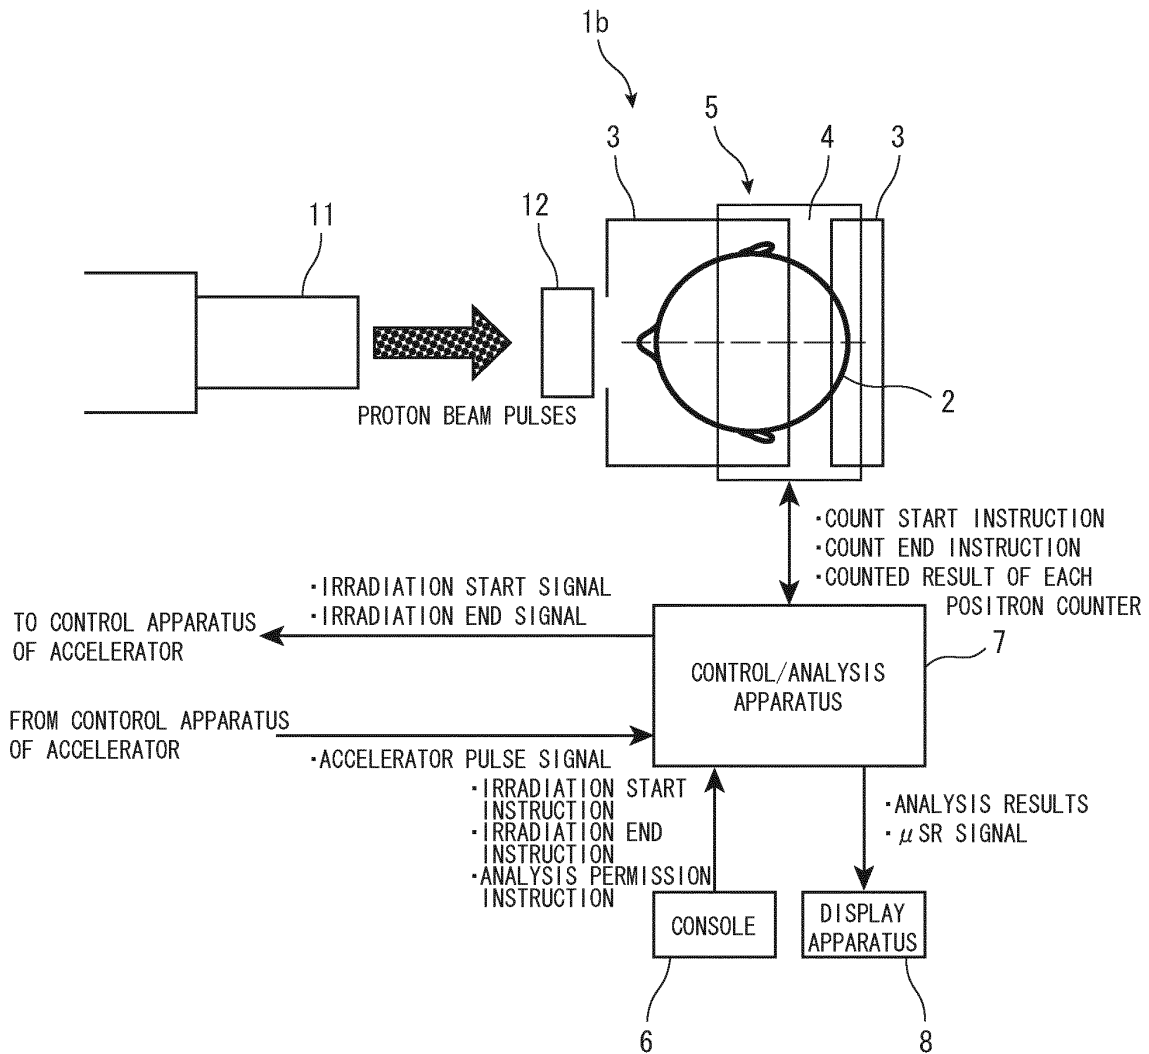 1b
5
3
4
3
12
11
2
PROTON BEAM PULSES
・COUNT START INSTRUCTION
・COUNT END INSTRUCTION
・COUNTED RESULT OF EACH
POSITRON COUNTER
・IRRADIATION START SIGNAL
・IRRADIATION END SIGNAL
TO CONTROL APPARATUS
OF ACCELERATOR
7
CONTROL/ANALYSIS
APPARATUS
FROM CONTOROL APPARATUS
OF ACCELERATOR
・ACCELERATOR PULSE SIGNAL
・IRRADIATION START
INSTRUCTION
・IRRADIATION END
INSTRUCTION
・ANALYSIS PERMISSION
INSTRUCTION
・ANALYSIS RESULTS
・μSR SIGNAL
CONSOLE
DISPLAY
APPARATUS
6
8